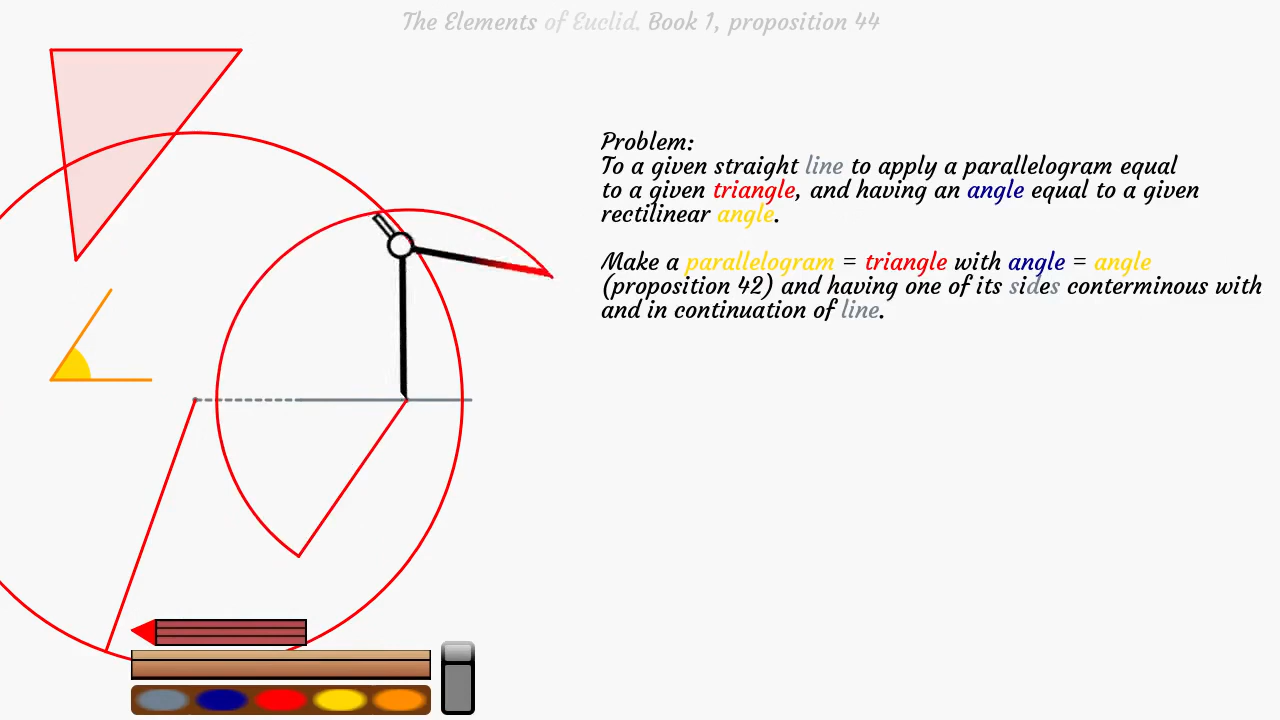 The Elements of Euclid. Book 1, proposition 44
Problem:
To a given straight line to apply a parallelogram equal
to a given triangle, and having an angle equal to a given
rectilinear angle.
Make a parallelogram = triangle with angle = angle
(proposition 42) and having one of its sides conterminous with
and in continuation of line.